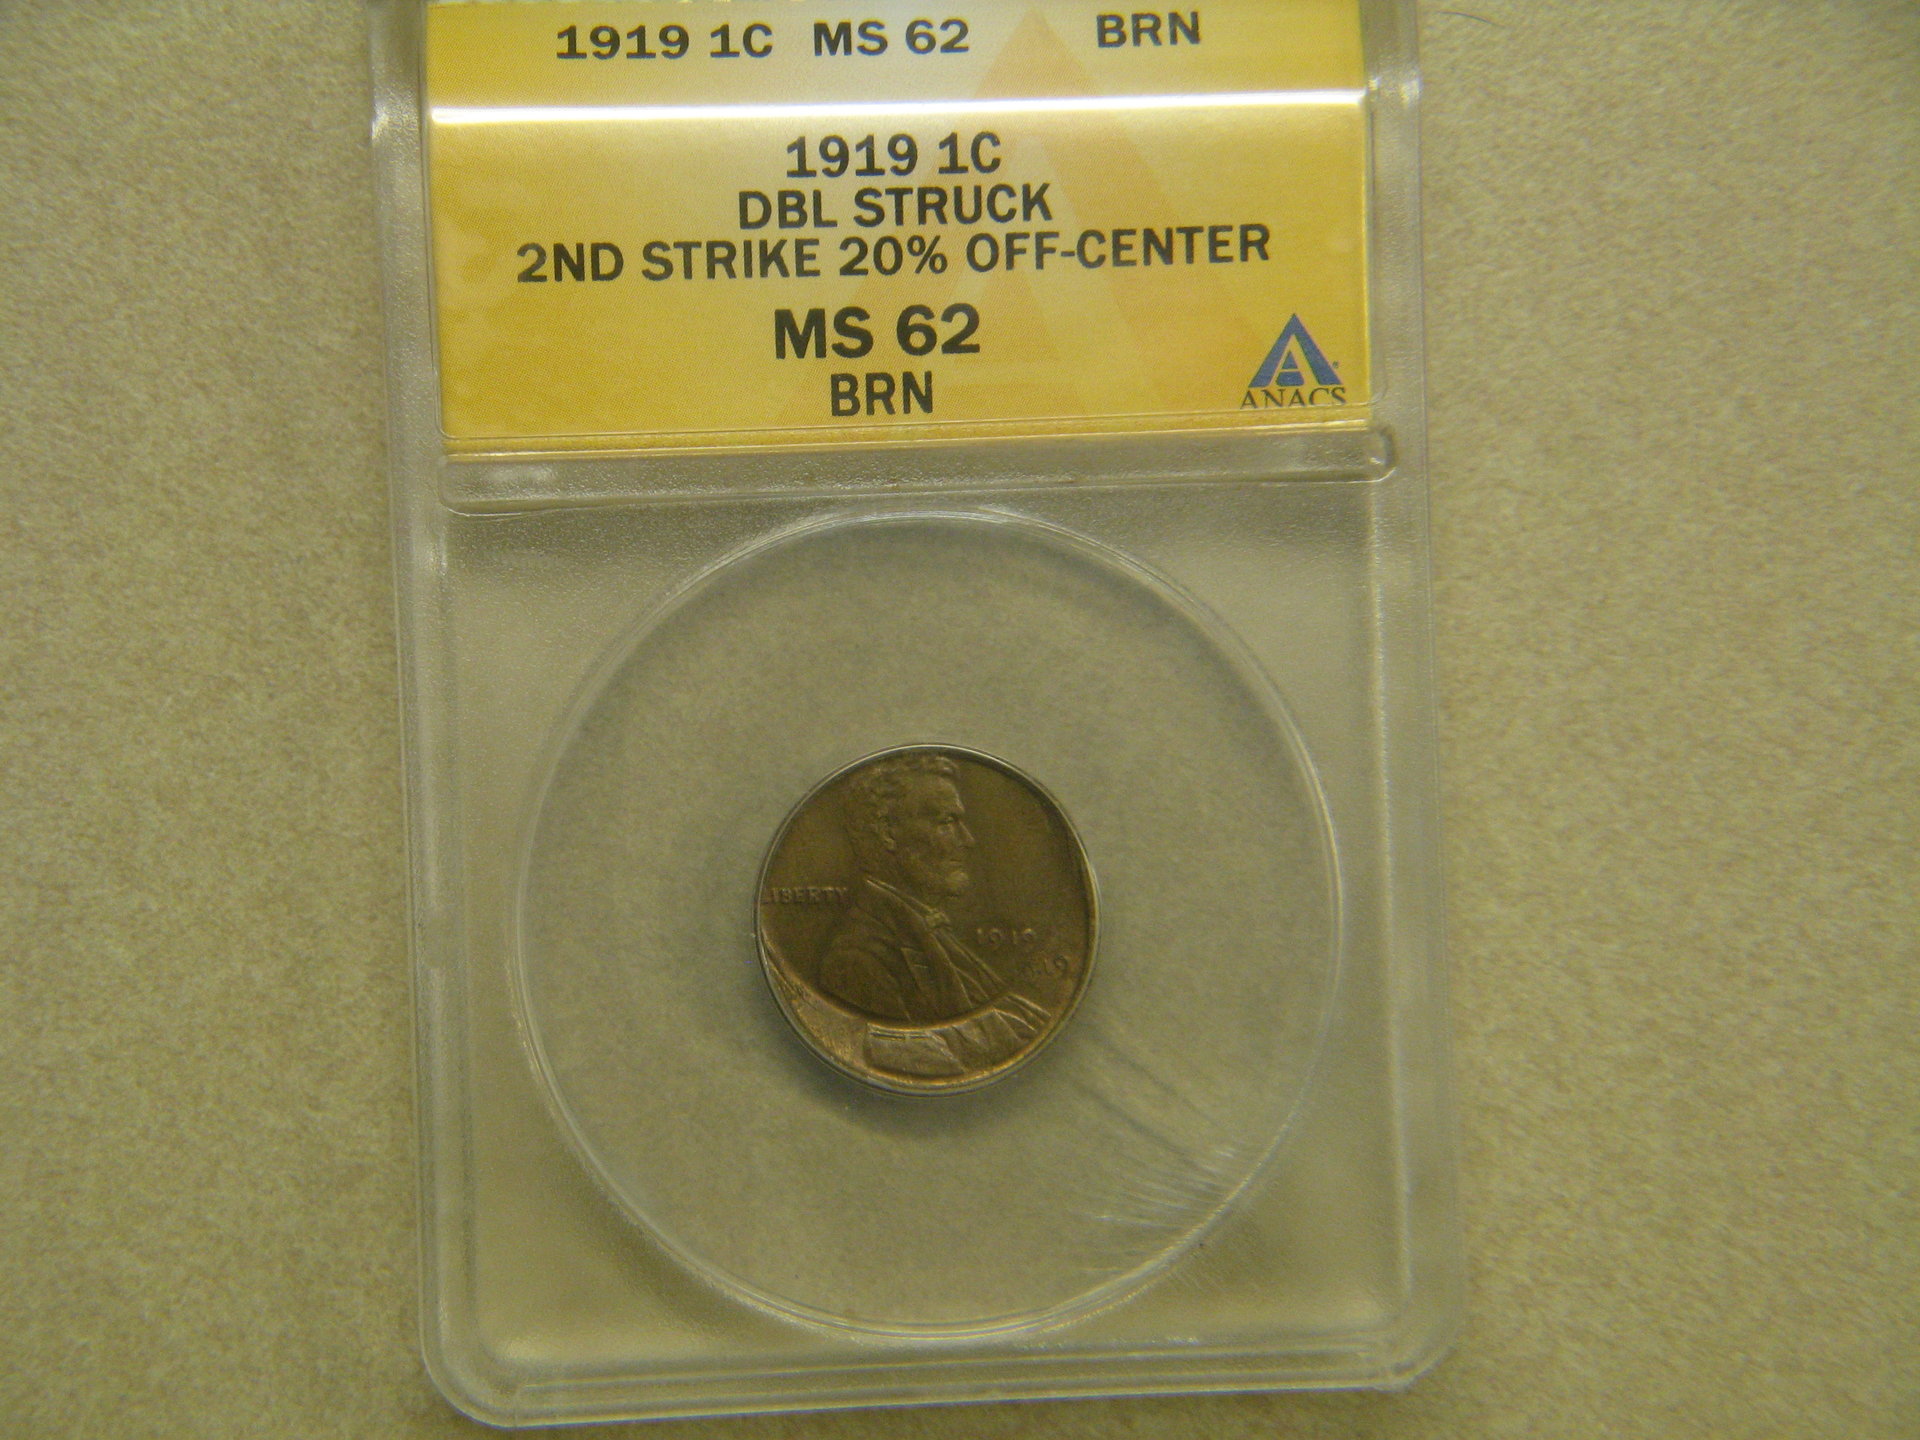 1919 1C MS 62 BRN
1919 1C
DBL STRUCK
2ND STRIKE 20% OFF-CENTER
MS 62
BRN
ANACS
LIBERTY
1919
19